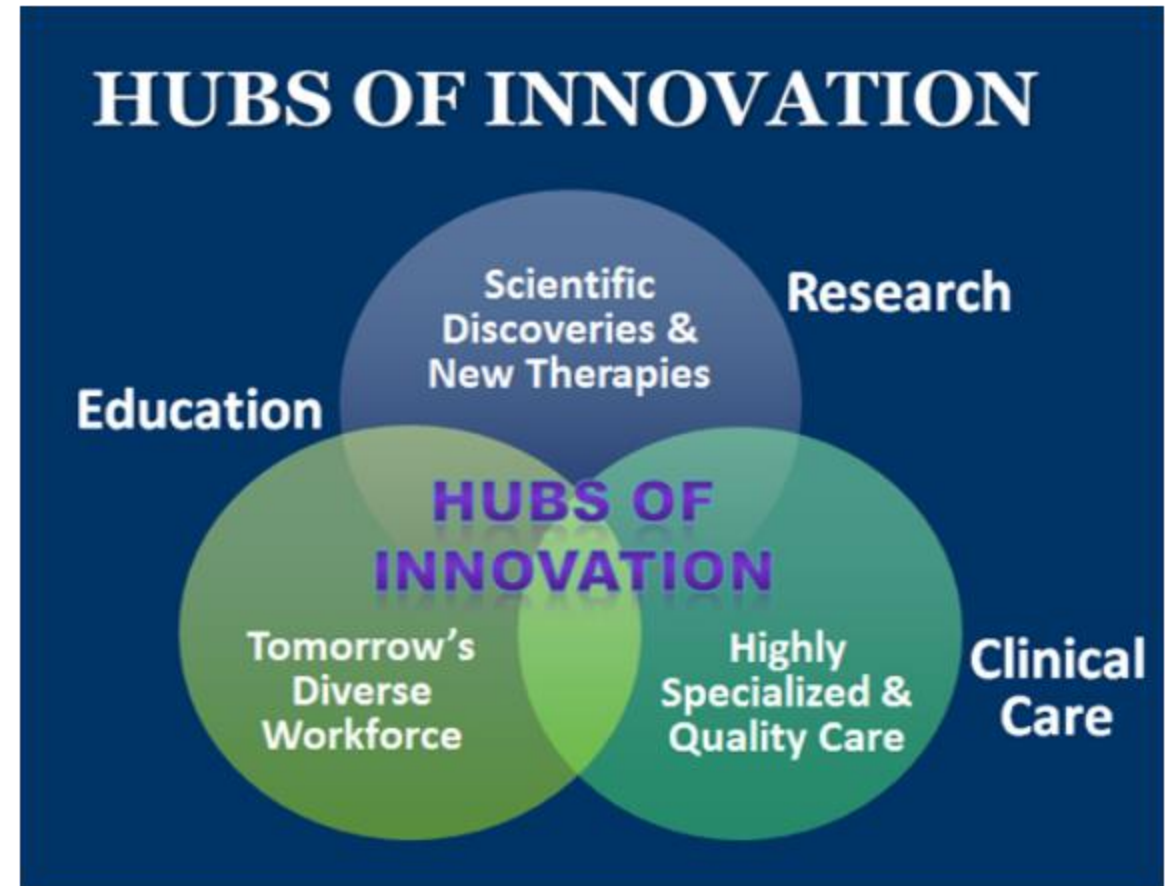 HUBS OF INNOVATION
Scientific
Discoveries &
New Therapies
Research
Education
HUBS OF
INNOVATION
Tomorrow's
Diverse
Workforce
Highly
Specialized &
Quality Care
Clinical
Care